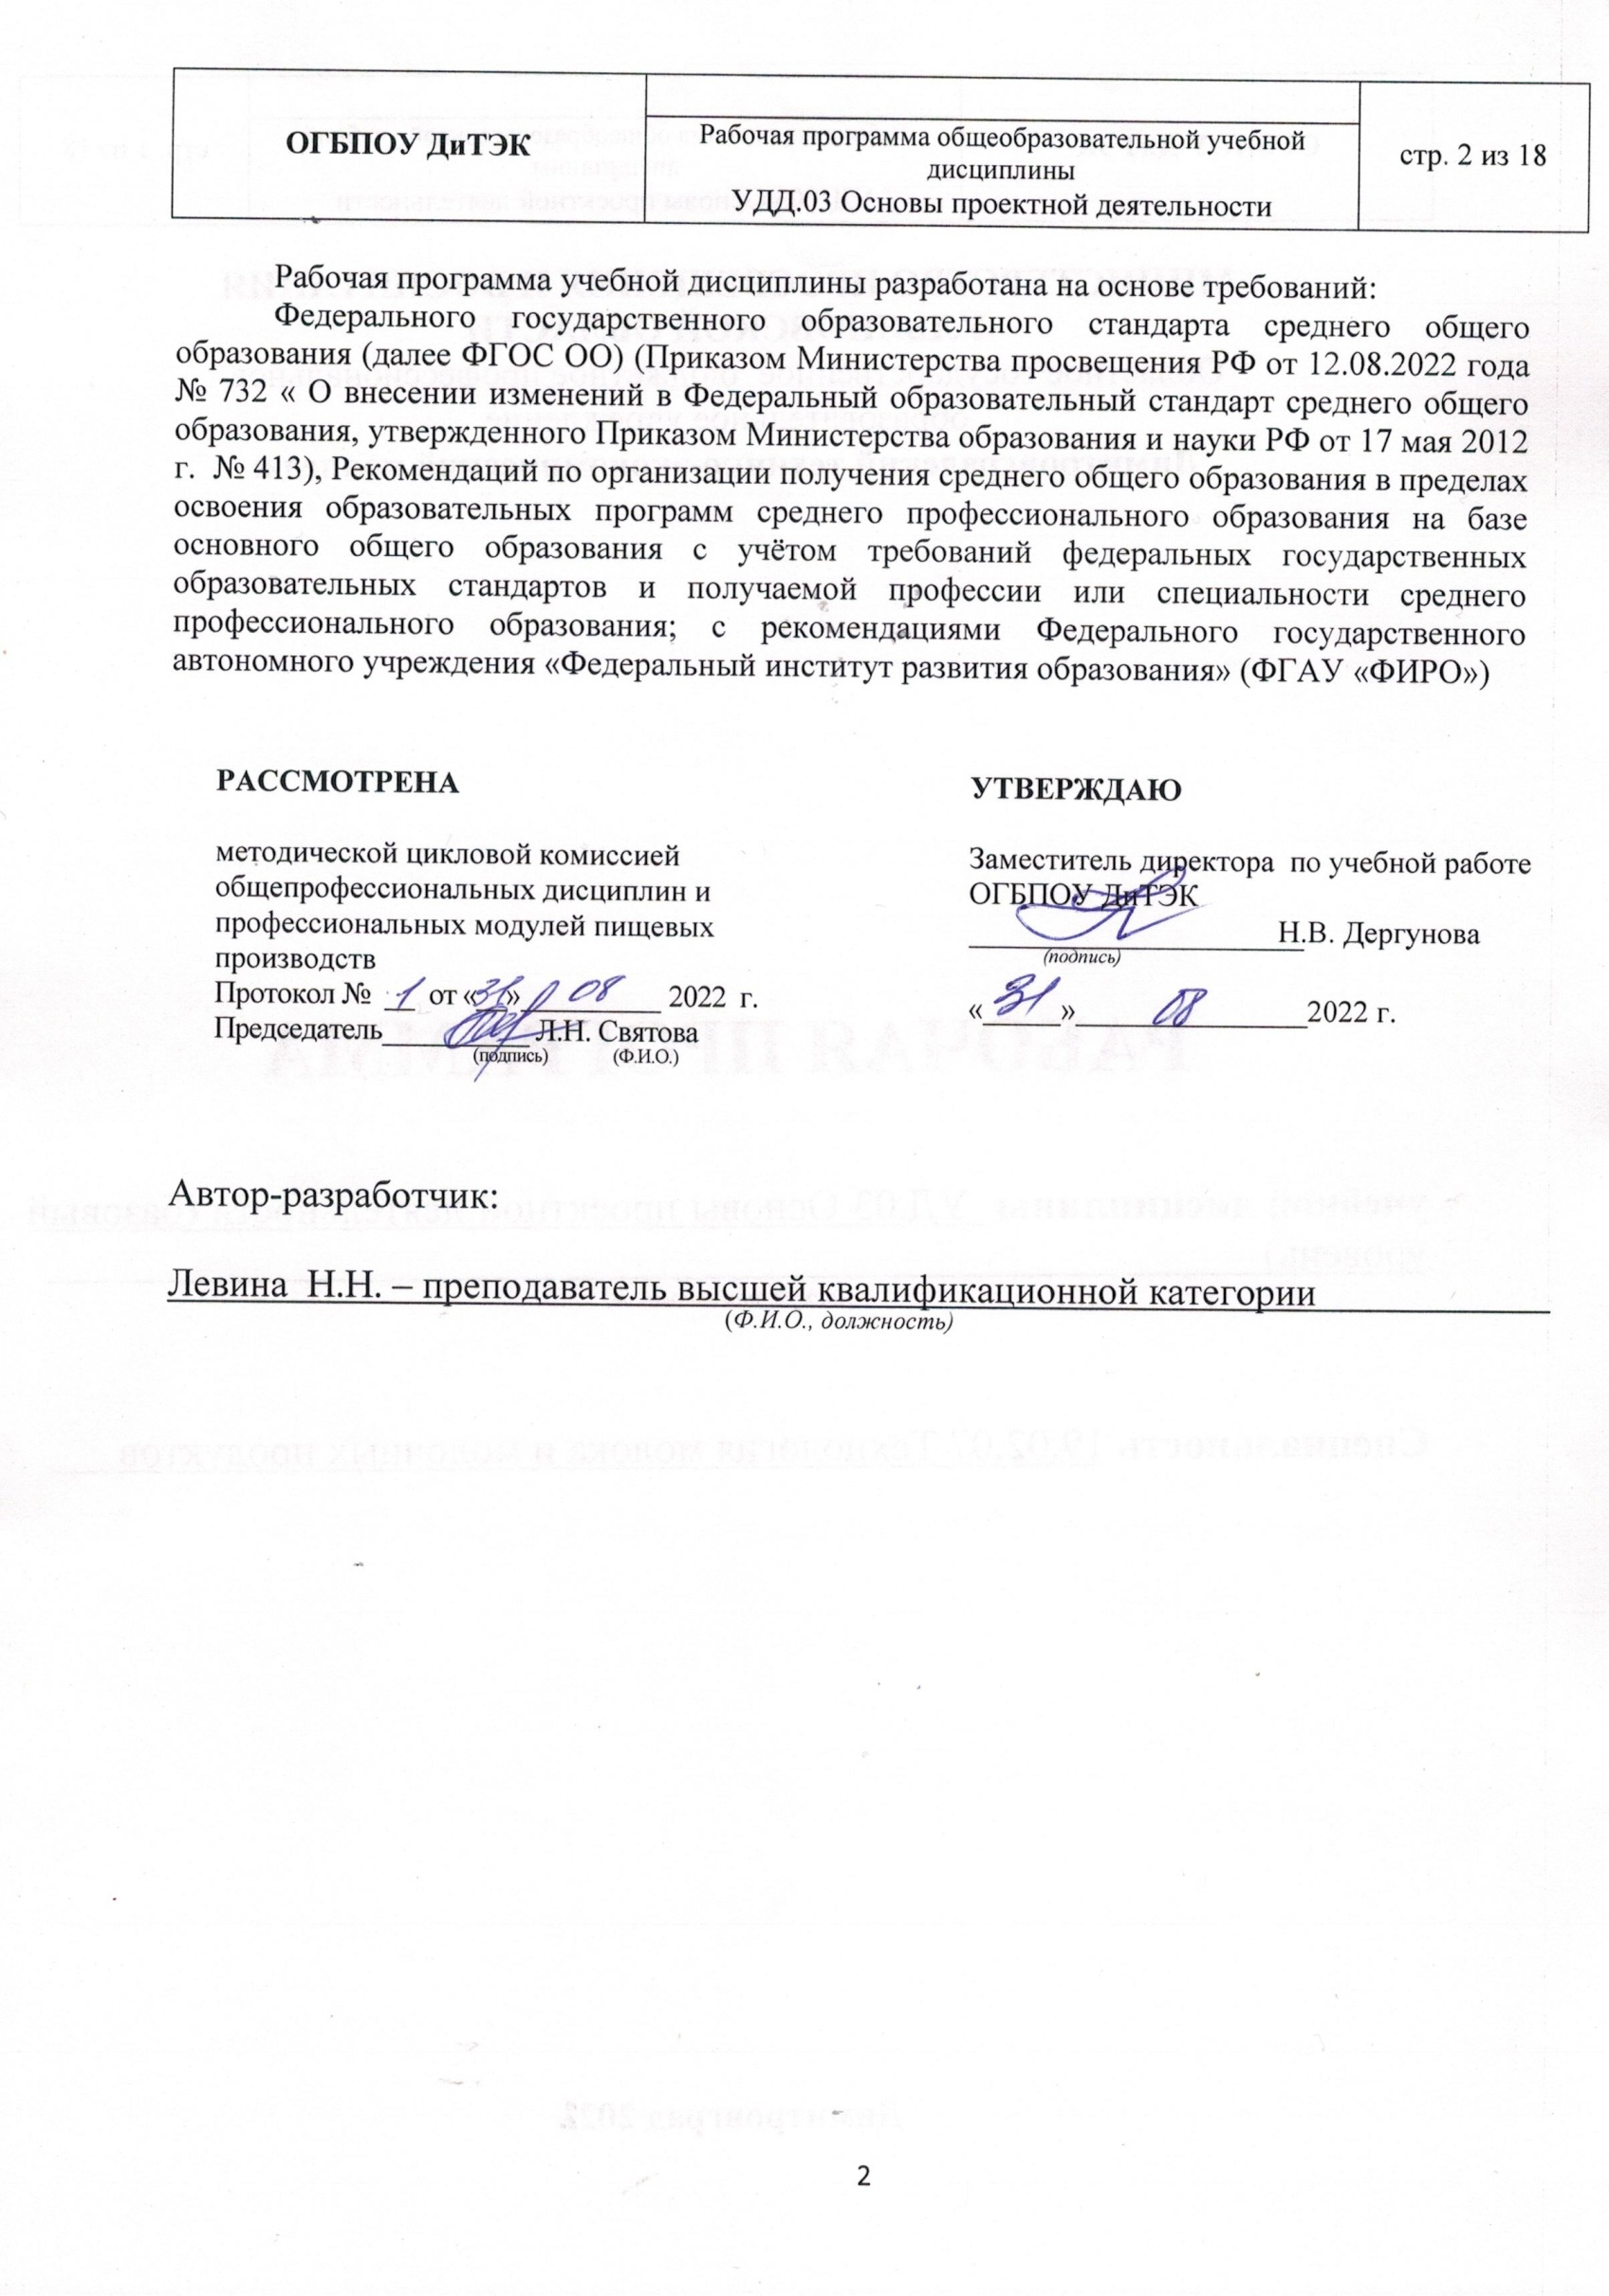 ОГБПОУ ДиТЭК
Рабочая программа общеобразовательной учебной
дисциплины
УДД.03 Основы проектной деятельности
стр. 2 из 18
Рабочая программа учебной дисциплины разработана на основе требований:
Федерального государственного образовательного стандарта среднего общего
образования (далее ФГОС ОО) (Приказом Министерства просвещения РФ от 12.08.2022 года
№ 732 « О внесении изменений в Федеральный образовательный стандарт среднего общего
образования, утвержденного Приказом Министерства образования и науки РФ от 17 мая 2012
г. № 413), Рекомендаций по организации получения среднего общего образования в пределах
освоения образовательных программ среднего профессионального образования на базе
основного общего образования с учётом требований федеральных государственных
образовательных стандартов и получаемой профессии или специальности среднего
профессионального образования; с рекомендациями Федерального государственного
автономного учреждения «Федеральный институт развития образования» (ФГАУ «ФИРО»)
РАССМОТРЕНА
методической цикловой комиссией
общепрофессиональных дисциплин и
профессиональных модулей пищевых
производств
Протокол № 1 от «31» 08 2022 г.
Председатель Л.Н. Святова
(подпись) (Ф.И.О.)
УТВЕРЖДАЮ
Заместитель директора по учебной работе
ОГБПОУ ДиТЭК
Н.В. Дергунова
(подпись)
«31» 08 2022 г.
Автор-разработчик:
Левина Н.Н. – преподаватель высшей квалификационной категории
(Ф.И.О., должность)
2